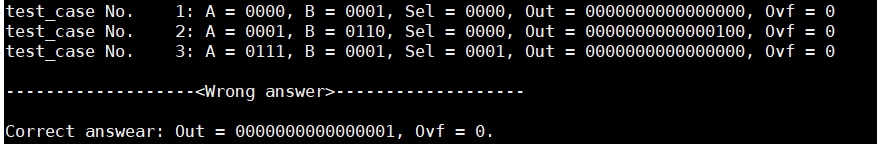 test_case No.    1: A = 0000, B = 0001, Sel = 0000, Out = 0000000000000000, Ovf = 0
test_case No.    2: A = 0001, B = 0110, Sel = 0000, Out = 0000000000000100, Ovf = 0
test_case No.    3: A = 0111, B = 0001, Sel = 0001, Out = 0000000000000000, Ovf = 0
-------------------<Wrong answer>-------------------
Correct answear: Out = 0000000000000001, Ovf = 0.